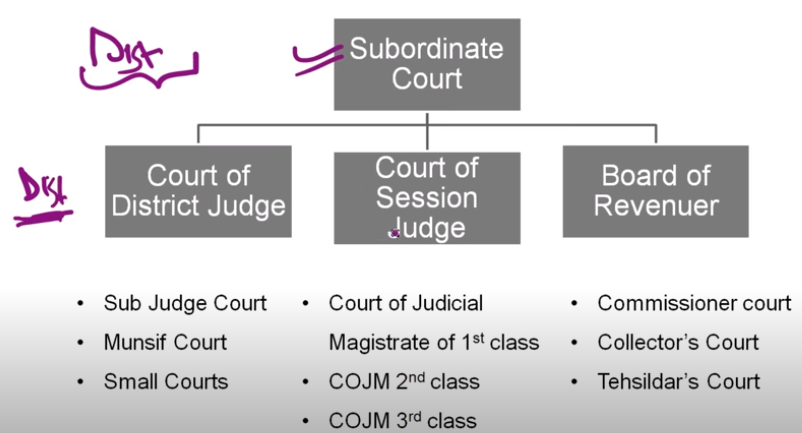 Dist
Subordinate
Court
Dist
Court of
District Judge
Court of
Session
Judge
Board of
Revenuer
• Sub Judge Court
• Munsif Court
• Small Courts
• Court of Judicial
Magistrate of 1st class
• COJM 2nd class
• COJM 3rd class
• Commissioner court
• Collector's Court
• Tehsildar's Court